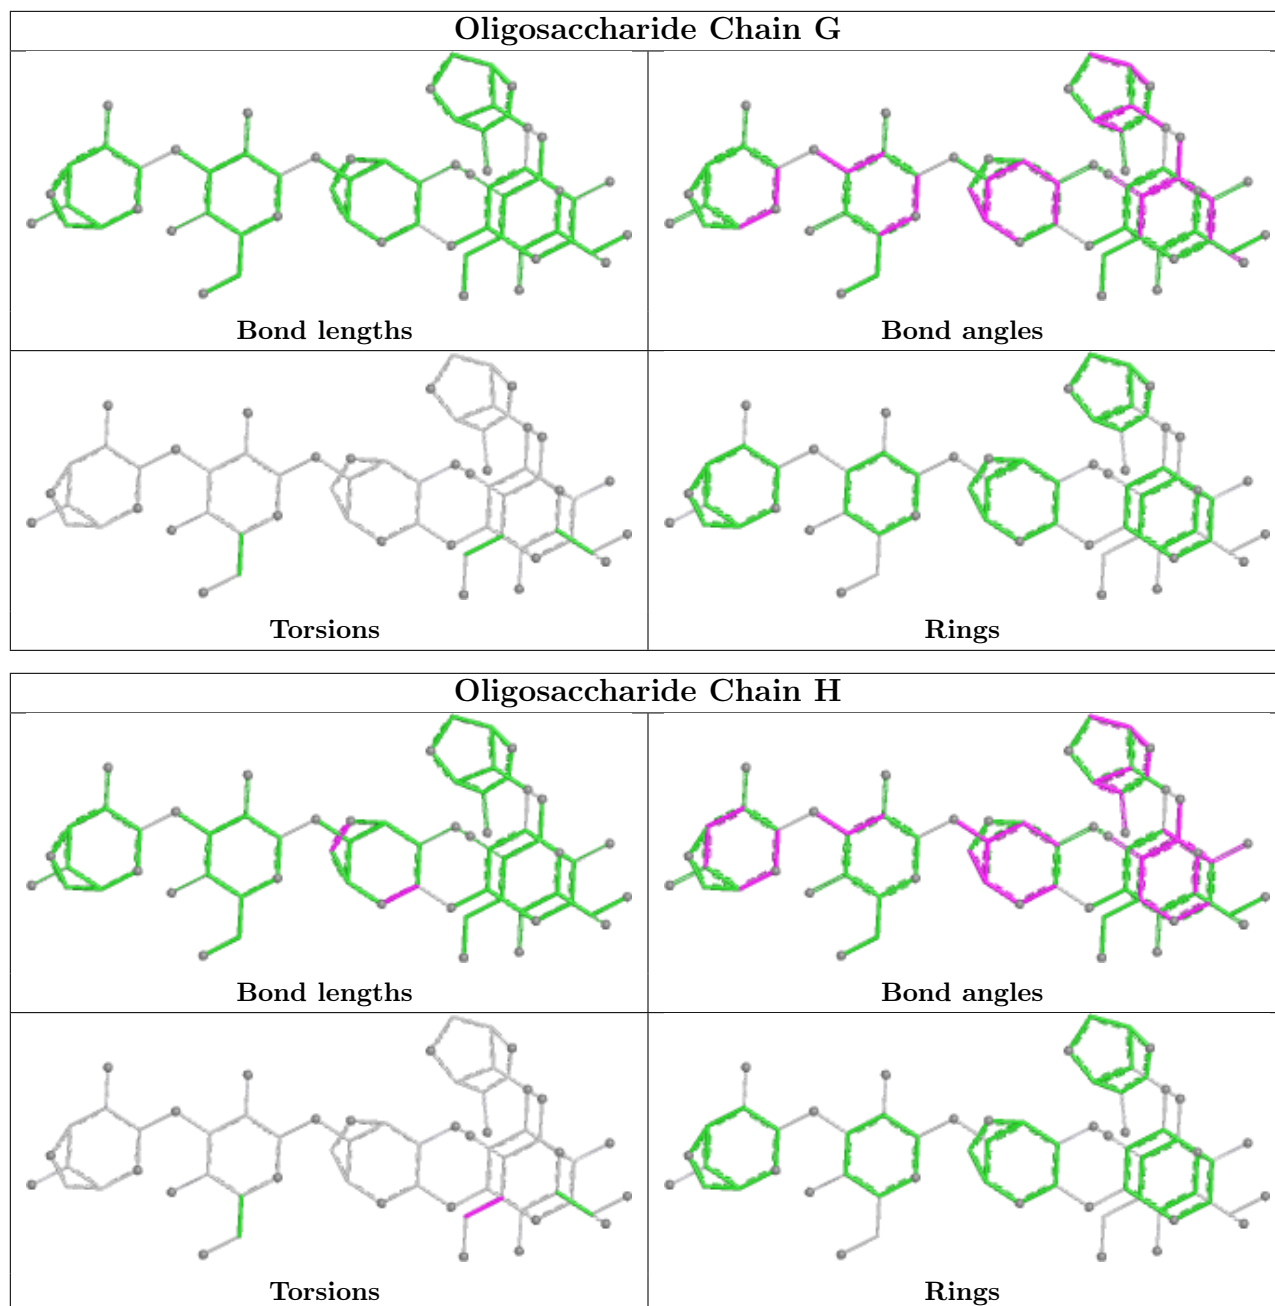 Oligosaccharide Chain G
Bond lengths
Bond angles
Torsions
Rings
Oligosaccharide Chain H
Bond lengths
Bond angles
Torsions
Rings